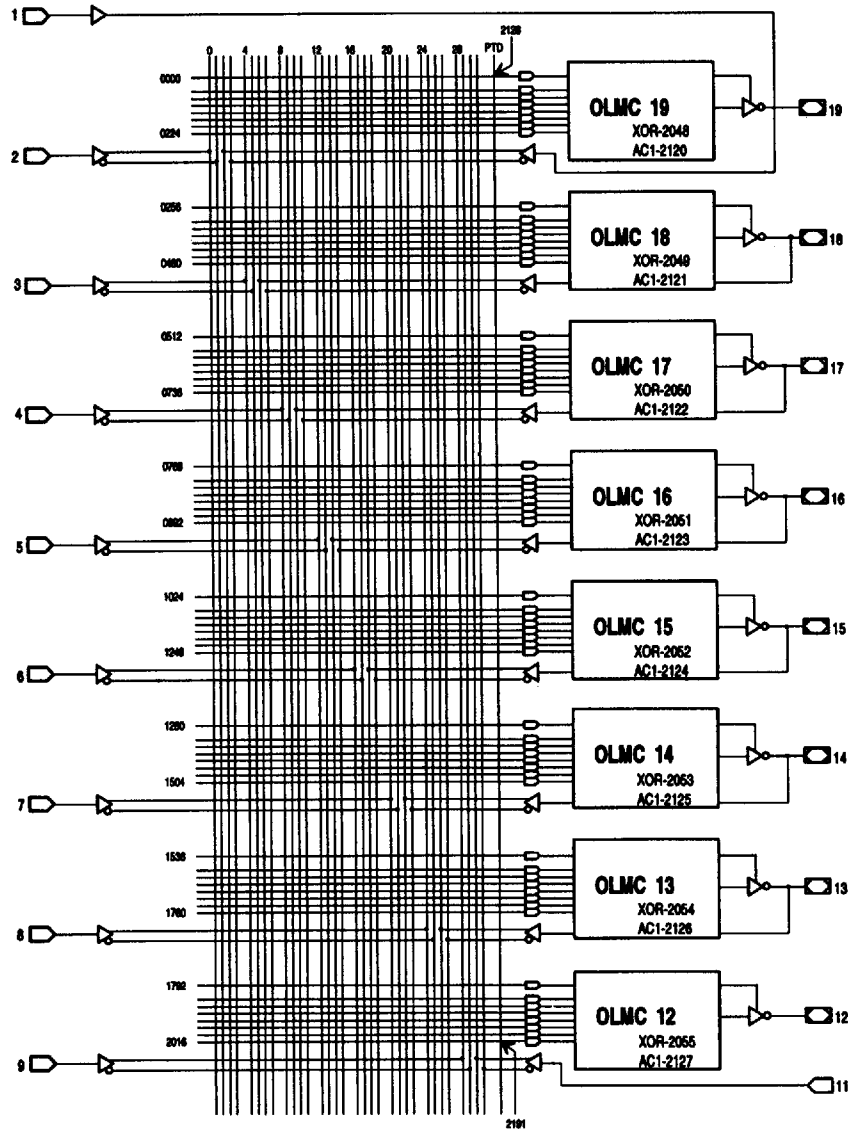 1
0 4 8 12 16 20 24 28 PTD
2128
0000
OLMC 19
XOR-2048
AC1-2120
19
0224
2
0256
OLMC 18
XOR-2049
AC1-2121
18
0480
3
0512
OLMC 17
XOR-2050
AC1-2122
17
0736
4
0768
OLMC 16
XOR-2051
AC1-2123
16
0992
5
1024
OLMC 15
XOR-2052
AC1-2124
15
1248
6
1280
OLMC 14
XOR-2053
AC1-2125
14
1504
7
1536
OLMC 13
XOR-2054
AC1-2126
13
1760
8
1792
OLMC 12
XOR-2055
AC1-2127
12
2016
9
11
2191